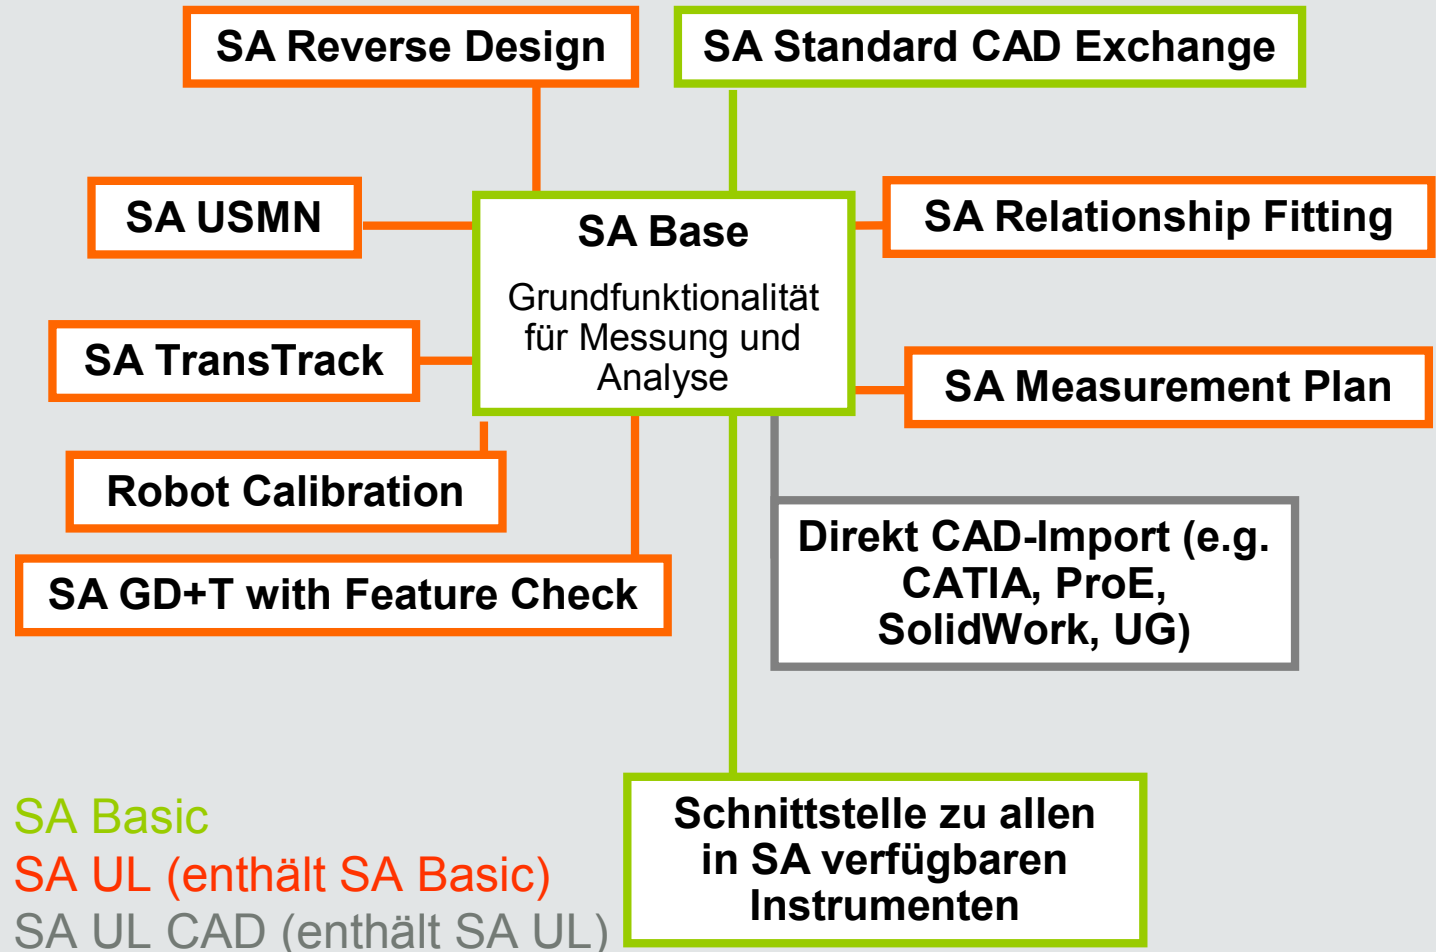 SA Reverse Design
SA Standard CAD Exchange
SA USMN
SA Base
Grundfunktionalität
für Messung und
Analyse
SA Relationship Fitting
SA TransTrack
SA Measurement Plan
Robot Calibration
Direkt CAD-Import (e.g.
CATIA, ProE,
SolidWork, UG)
SA GD+T with Feature Check
Schnittstelle zu allen
in SA verfügbaren
Instrumenten
SA Basic
SA UL (enthält SA Basic)
SA UL CAD (enthält SA UL)